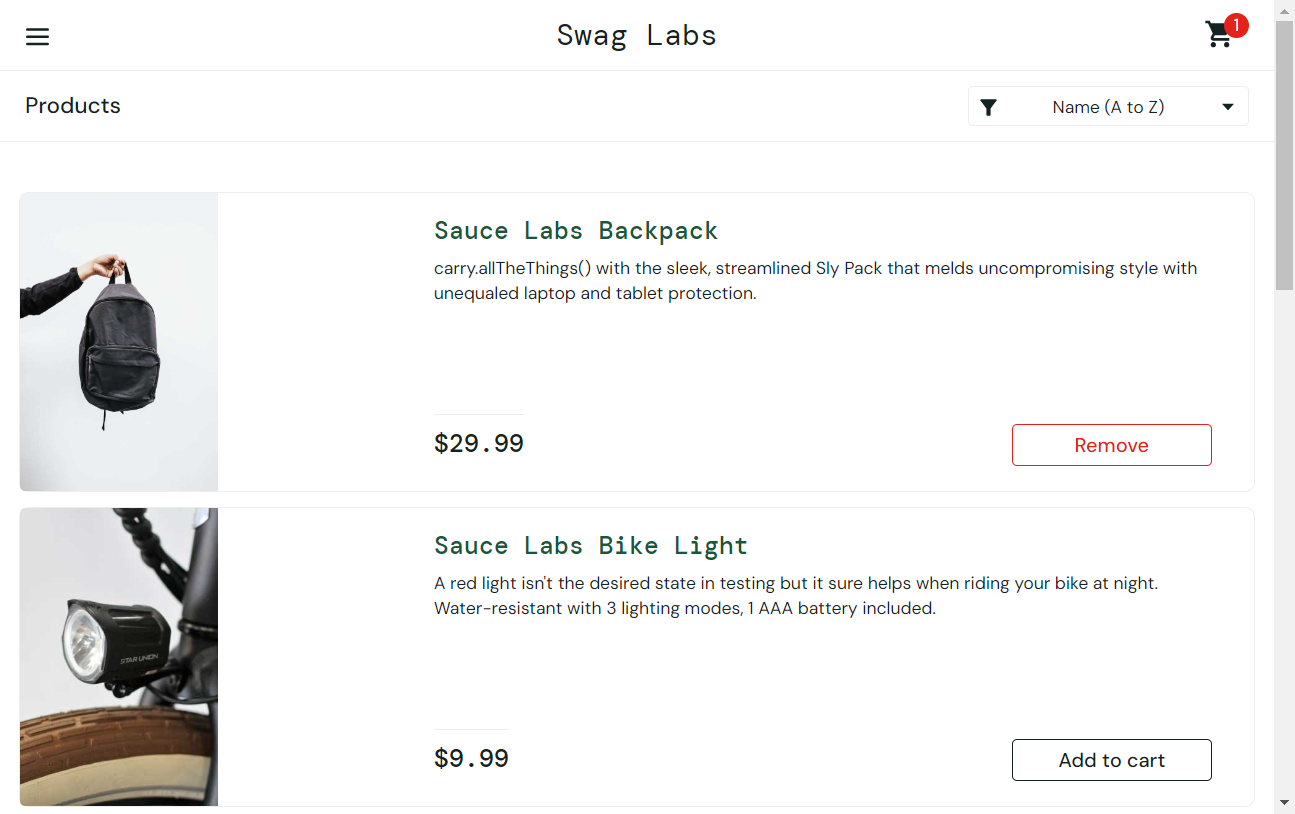 Swag Labs
1
Products
Name (A to Z)
Sauce Labs Backpack
carry.allTheThings() with the sleek, streamlined Sly Pack that melds uncompromising style with
unequaled laptop and tablet protection.
$29.99
Remove
Sauce Labs Bike Light
A red light isn't the desired state in testing but it sure helps when riding your bike at night.
Water-resistant with 3 lighting modes, 1 AAA battery included.
STAR UNION
$9.99
Add to cart